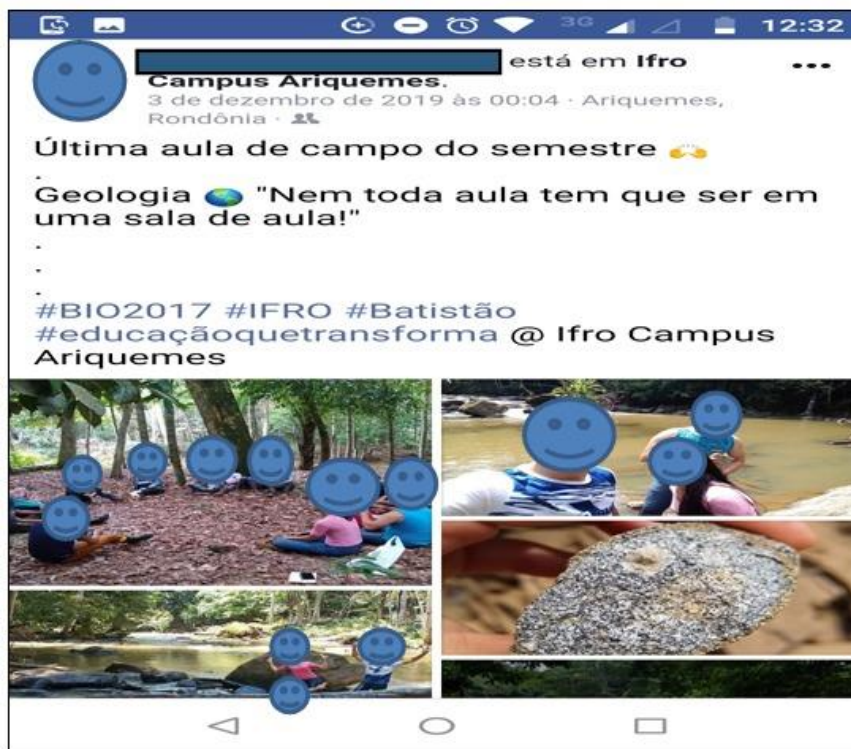 3G 12:32
está em Ifro
Campus Ariquemes.
3 de dezembro de 2019 às 00:04 · Ariquemes,
Rondônia ·
Última aula de campo do semestre 🙌
.
Geologia 🌎 "Nem toda aula tem que ser em
uma sala de aula!"
.
.
.
#BIO2017 #IFRO #Batistão
#educaçãoquetransforma @ Ifro Campus
Ariquemes